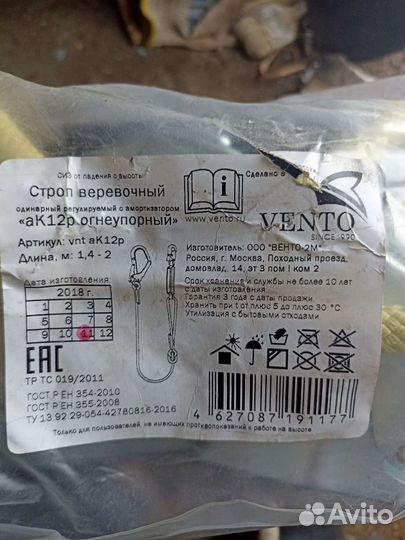 СИЗ от падения с высоты
Строп веревочный
одинарный регулируемый с амортизатором
«аК12р огнеупорный»
Артикул: vnt aK12p
Длина, м: 1,4 - 2
Дата изготовления
2018 г.
1 2 3 4
5 6 7 8
9 10 11 12
EAC
ТР ТС 019/2011
ГОСТ Р ЕН 354-2010
ГОСТ Р ЕН 355-2008
ТУ 13.92.29-054-42780816-2016
Только для пользователей, не имеющих противопоказаний к работе на высоте
i
www.vento.ru
Сделано в
VENTO
SINCE 1990
Изготовитель: ООО "ВЕНТО-2М"
Россия, г. Москва, Походный проезд,
домовлад. 14, эт 3 пом I ком 2
Срок хранения и службы не более 10 лет
с даты изготовления
Гарантия 3 года с даты продажи
Хранить при t от плюс 5 до плюс 30 °С.
Утилизация с бытовыми отходами
4 627087 191177
Avito